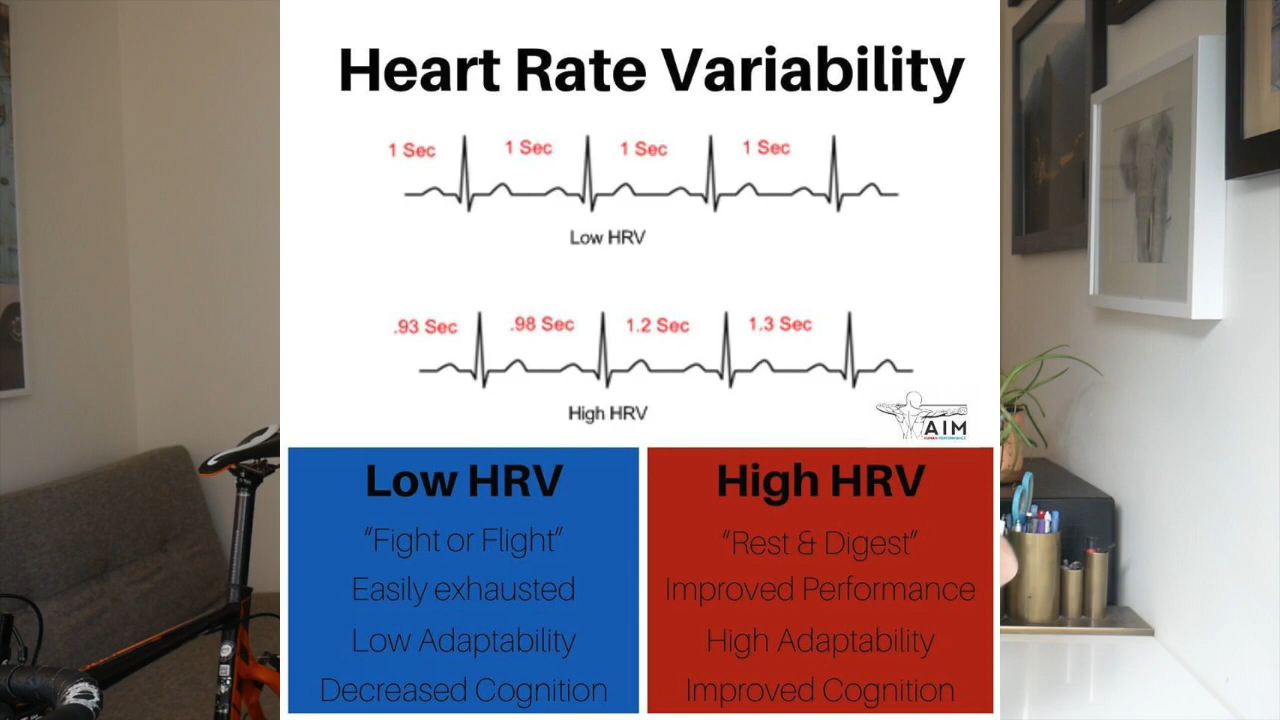 Heart Rate Variability
1 Sec 1 Sec 1 Sec 1 Sec
Low HRV
.93 Sec .98 Sec 1.2 Sec 1.3 Sec
High HRV
AIM
HUMAN PERFORMANCE
Low HRV
“Fight or Flight”
Easily exhausted
Low Adaptability
Decreased Cognition
High HRV
“Rest & Digest”
Improved Performance
High Adaptability
Improved Cognition